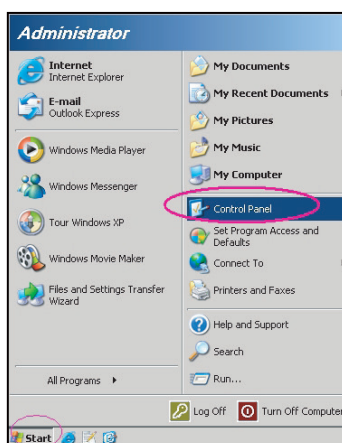 Administrator
Internet
Internet Explorer
E-mail
Outlook Express
Windows Media Player
Windows Messenger
Tour Windows XP
Windows Movie Maker
Files and Settings Transfer
Wizard
All Programs
My Documents
My Recent Documents
My Pictures
My Music
My Computer
Control Panel
Set Program Access and
Defaults
Connect To
Printers and Faxes
Help and Support
Search
Run...
Log Off
Turn Off Computer
Start